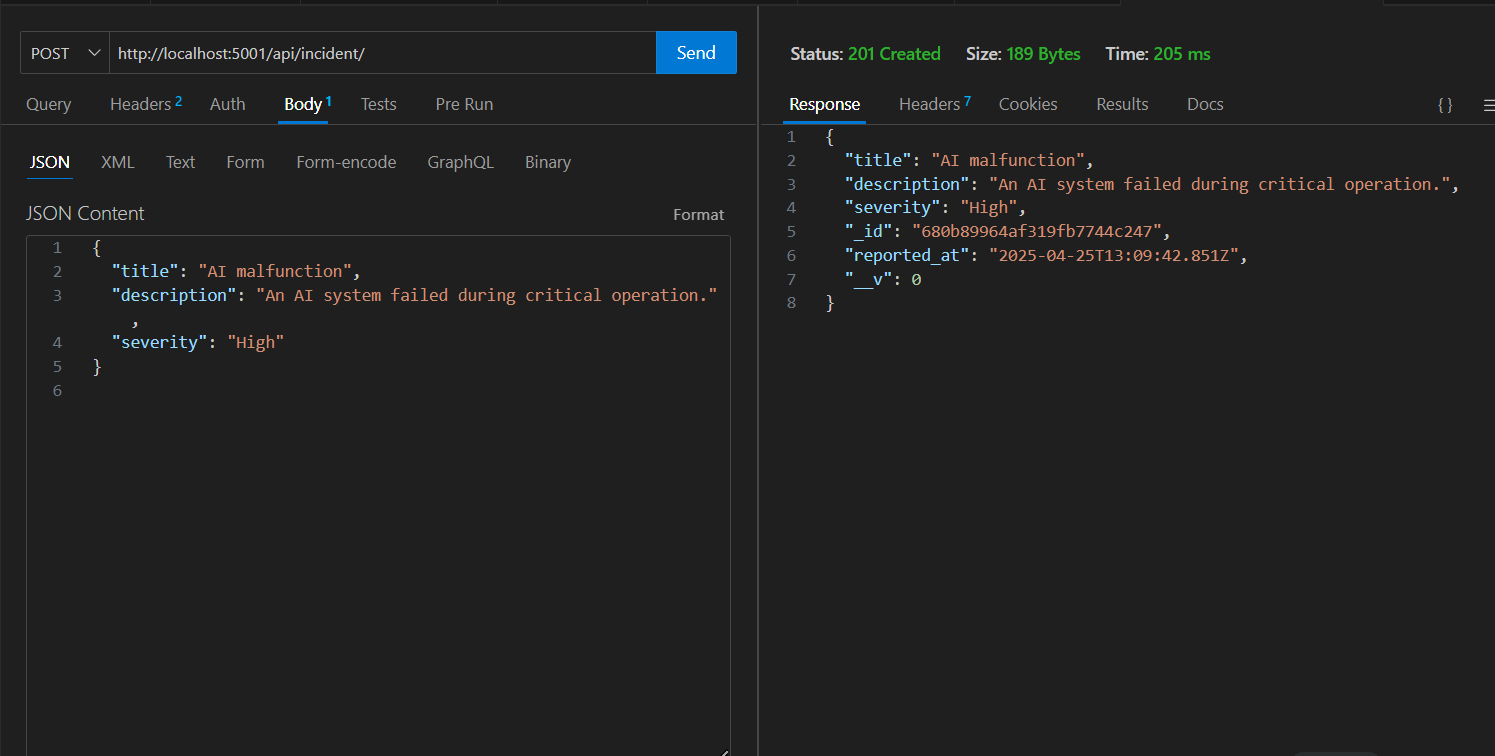 POST http://localhost:5001/api/incident/ Send
Query Headers 2 Auth Body 1 Tests Pre Run
JSON XML Text Form Form-encode GraphQL Binary
JSON Content Format
1 {
2 "title": "AI malfunction",
3 "description": "An AI system failed during critical operation."
,
4 "severity": "High"
5 }
6
Status: 201 Created Size: 189 Bytes Time: 205 ms
Response Headers 7 Cookies Results Docs { }
1 {
2 "title": "AI malfunction",
3 "description": "An AI system failed during critical operation.",
4 "severity": "High",
5 "_id": "680b89964af319fb7744c247",
6 "reported_at": "2025-04-25T13:09:42.851Z",
7 "__v": 0
8 }